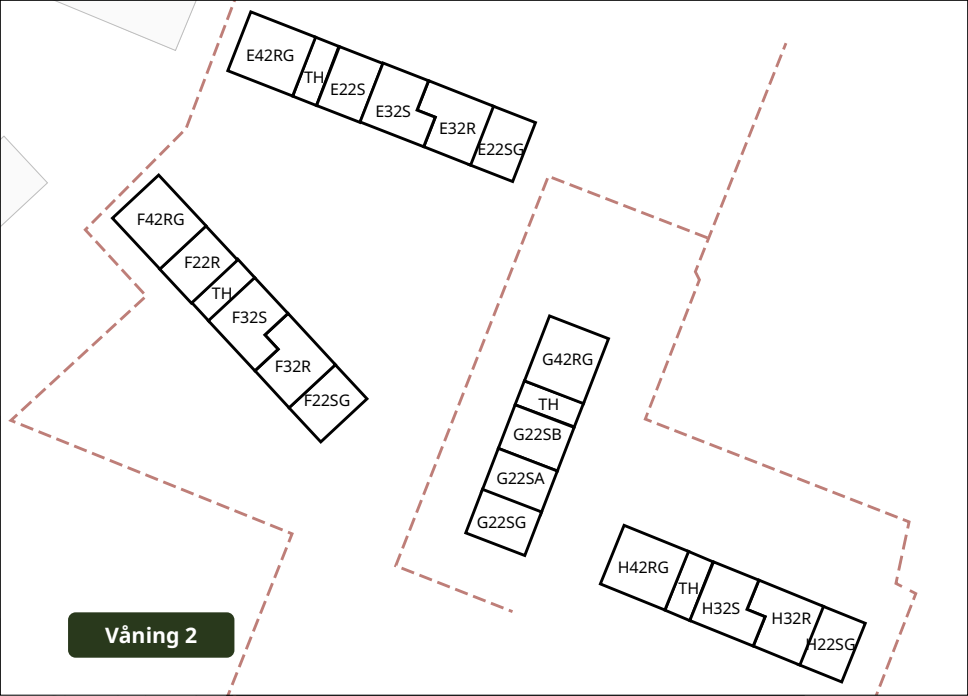 E42RG
TH
E22S
E32S
E32R
E22SG
F42RG
F22R
TH
F32S
F32R
F22SG
G42RG
TH
G22SB
G22SA
G22SG
H42RG
TH
H32S
H32R
H22SG
Våning 2